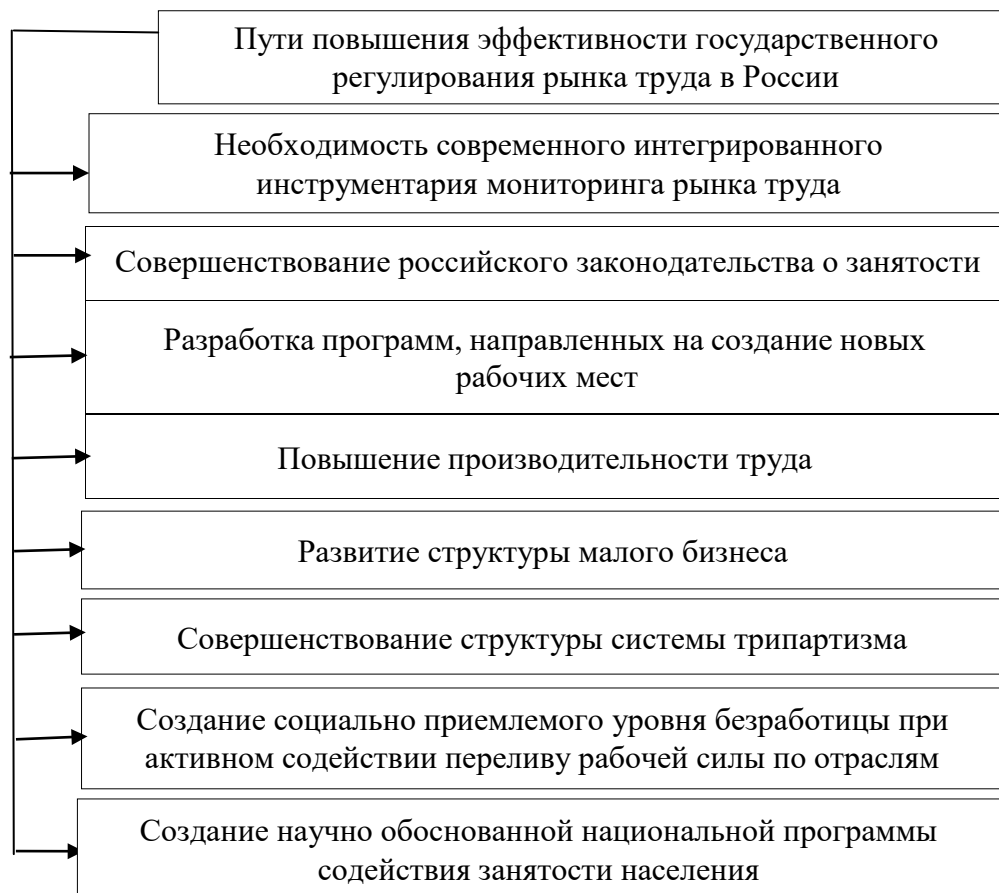 Пути повышения эффективности государственного
регулирования рынка труда в России
Необходимость современного интегрированного
инструментария мониторинга рынка труда
Совершенствование российского законодательства о занятости
Разработка программ, направленных на создание новых
рабочих мест
Повышение производительности труда
Развитие структуры малого бизнеса
Совершенствование структуры системы трипартизма
Создание социально приемлемого уровня безработицы при
активном содействии переливу рабочей силы по отраслям
Создание научно обоснованной национальной программы
содействия занятости населения